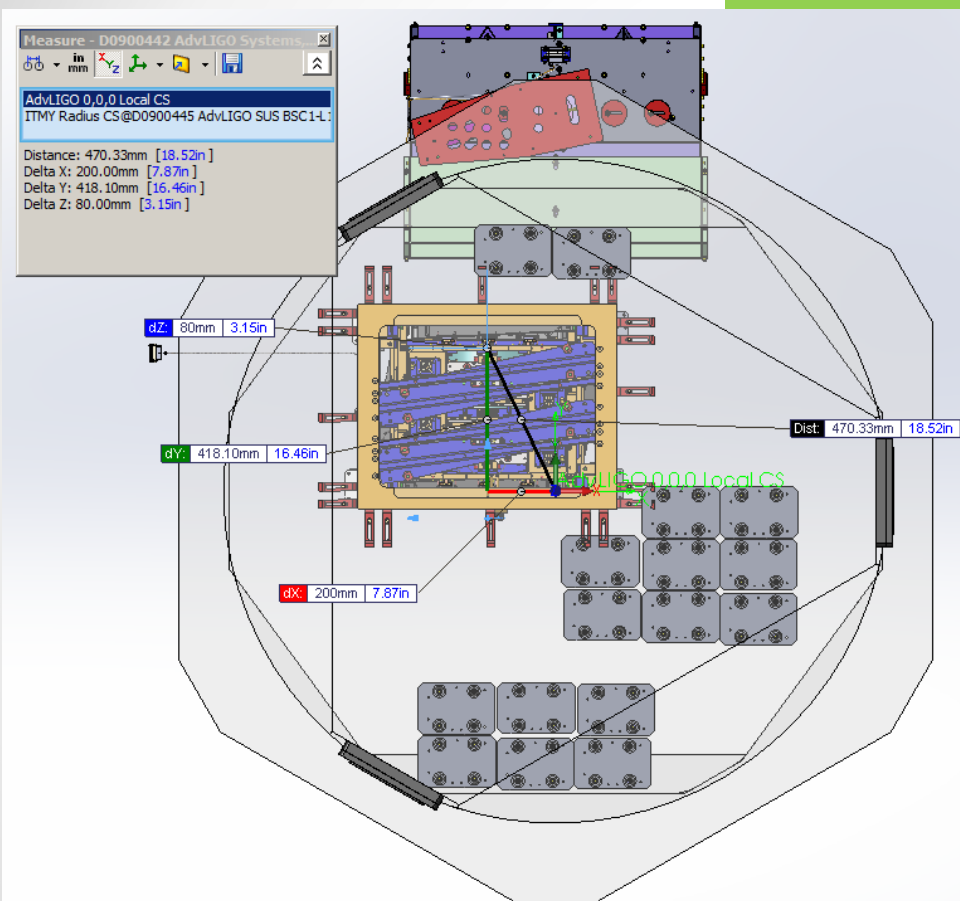 Measure - D0900442 AdvLIGO Systems,...
in
mm
X
Y
Z
AdvLIGO 0,0,0 Local CS
ITMY Radius CS@D0900445 AdvLIGO SUS BSC1-L1
Distance: 470.33mm [18.52in ]
Delta X: 200.00mm [7.87in ]
Delta Y: 418.10mm [16.46in ]
Delta Z: 80.00mm [3.15in ]
dZ: 80mm 3.15in
Dist: 470.33mm 18.52in
dY: 418.10mm 16.46in
AdvLIGO 0,0,0 Local CS
X
dX: 200mm 7.87in